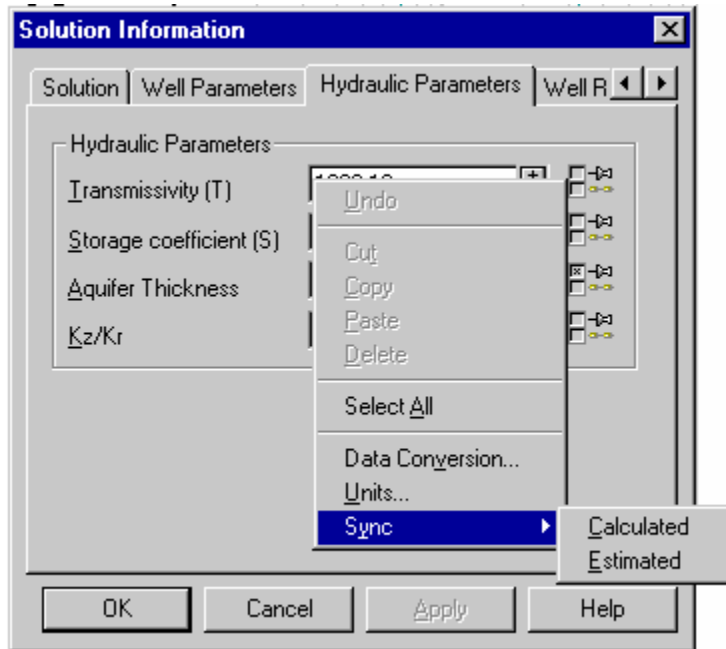 Solution Information
Solution Well Parameters Hydraulic Parameters Well R
Hydraulic Parameters
Transmissivity (T)
Storage coefficient (S)
Aquifer Thickness
Kz/Kr
Undo
Cut
Copy
Paste
Delete
Select All
Data Conversion...
Units...
Sync
Calculated
Estimated
OK Cancel Apply Help